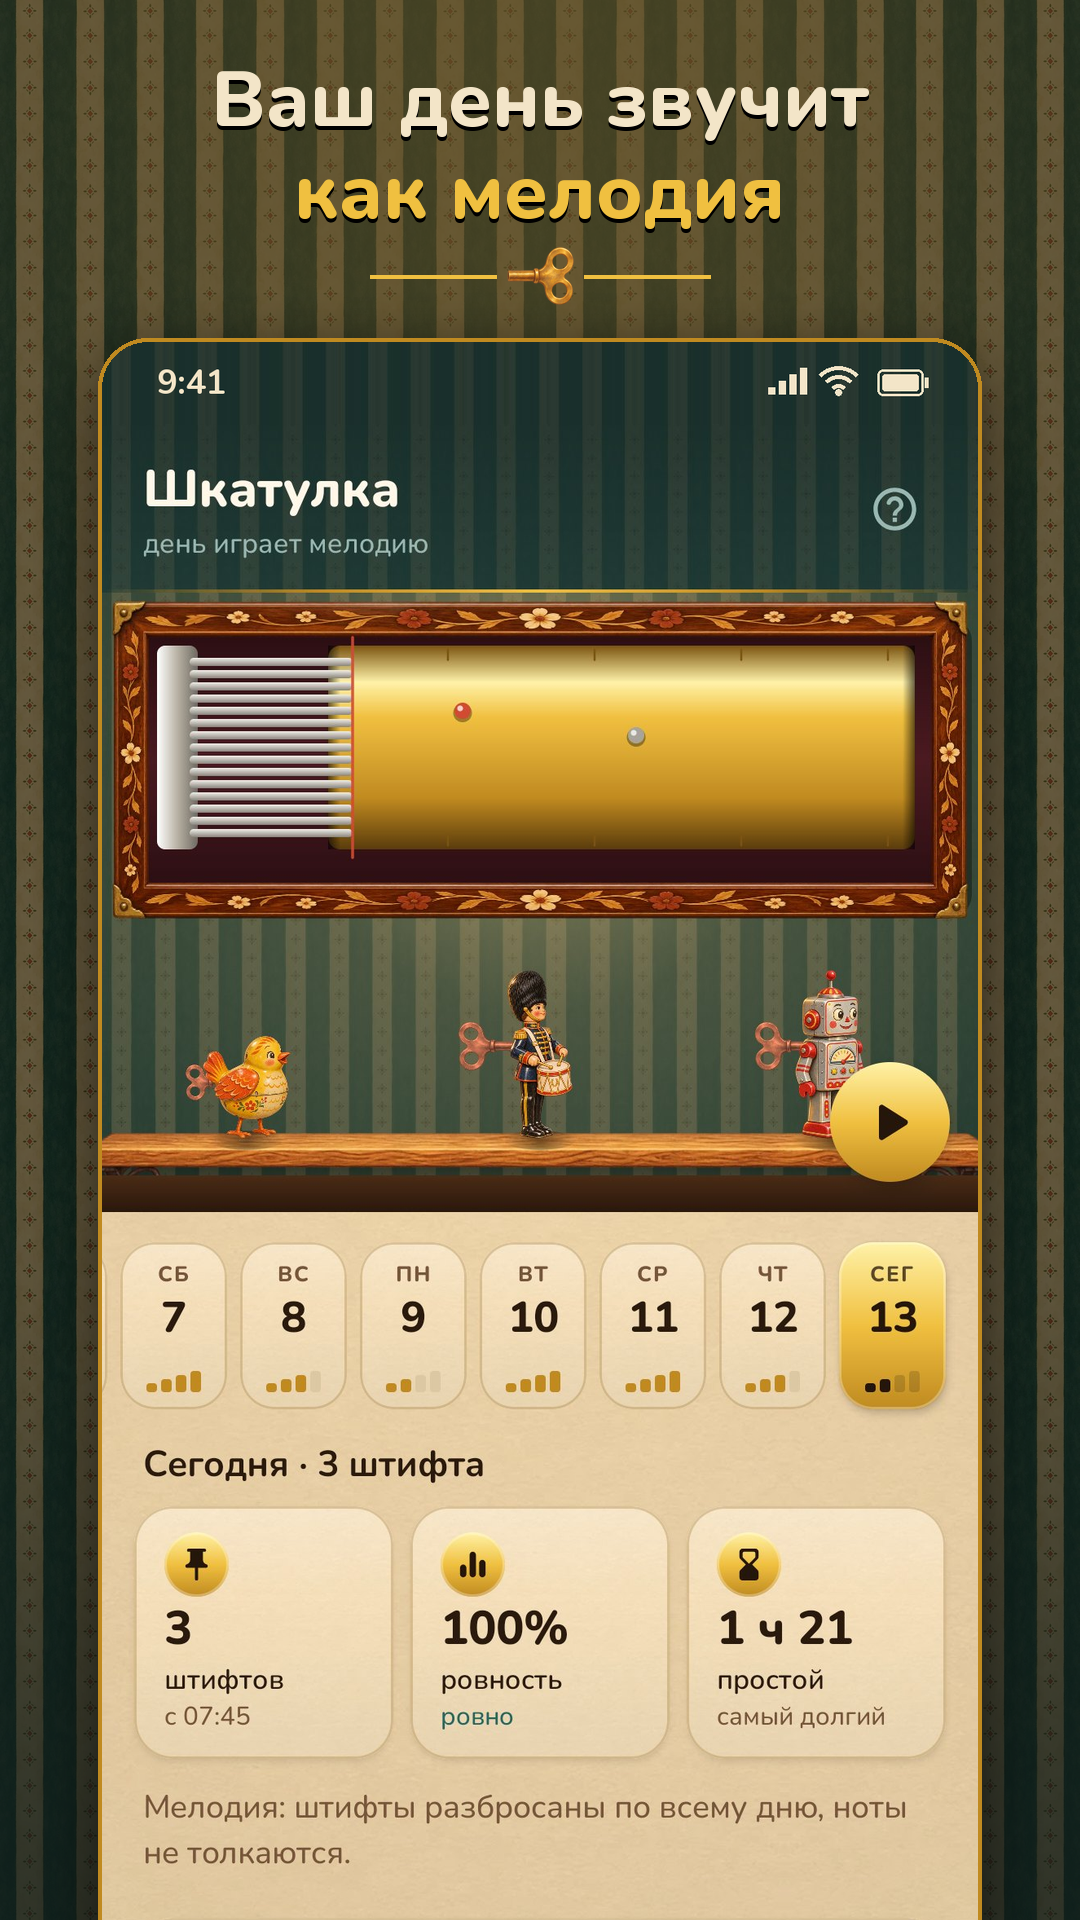 Ваш день звучит
как мелодия
9:41
Шкатулка
день играет мелодию
СБ
7
ВС
8
ПН
9
ВТ
10
СР
11
ЧТ
12
СЕГ
13
Сегодня · 3 штифта
3
штифтов
с 07:45
100%
ровность
ровно
1 ч 21
простой
самый долгий
Мелодия: штифты разбросаны по всему дню, ноты
не толкаются.